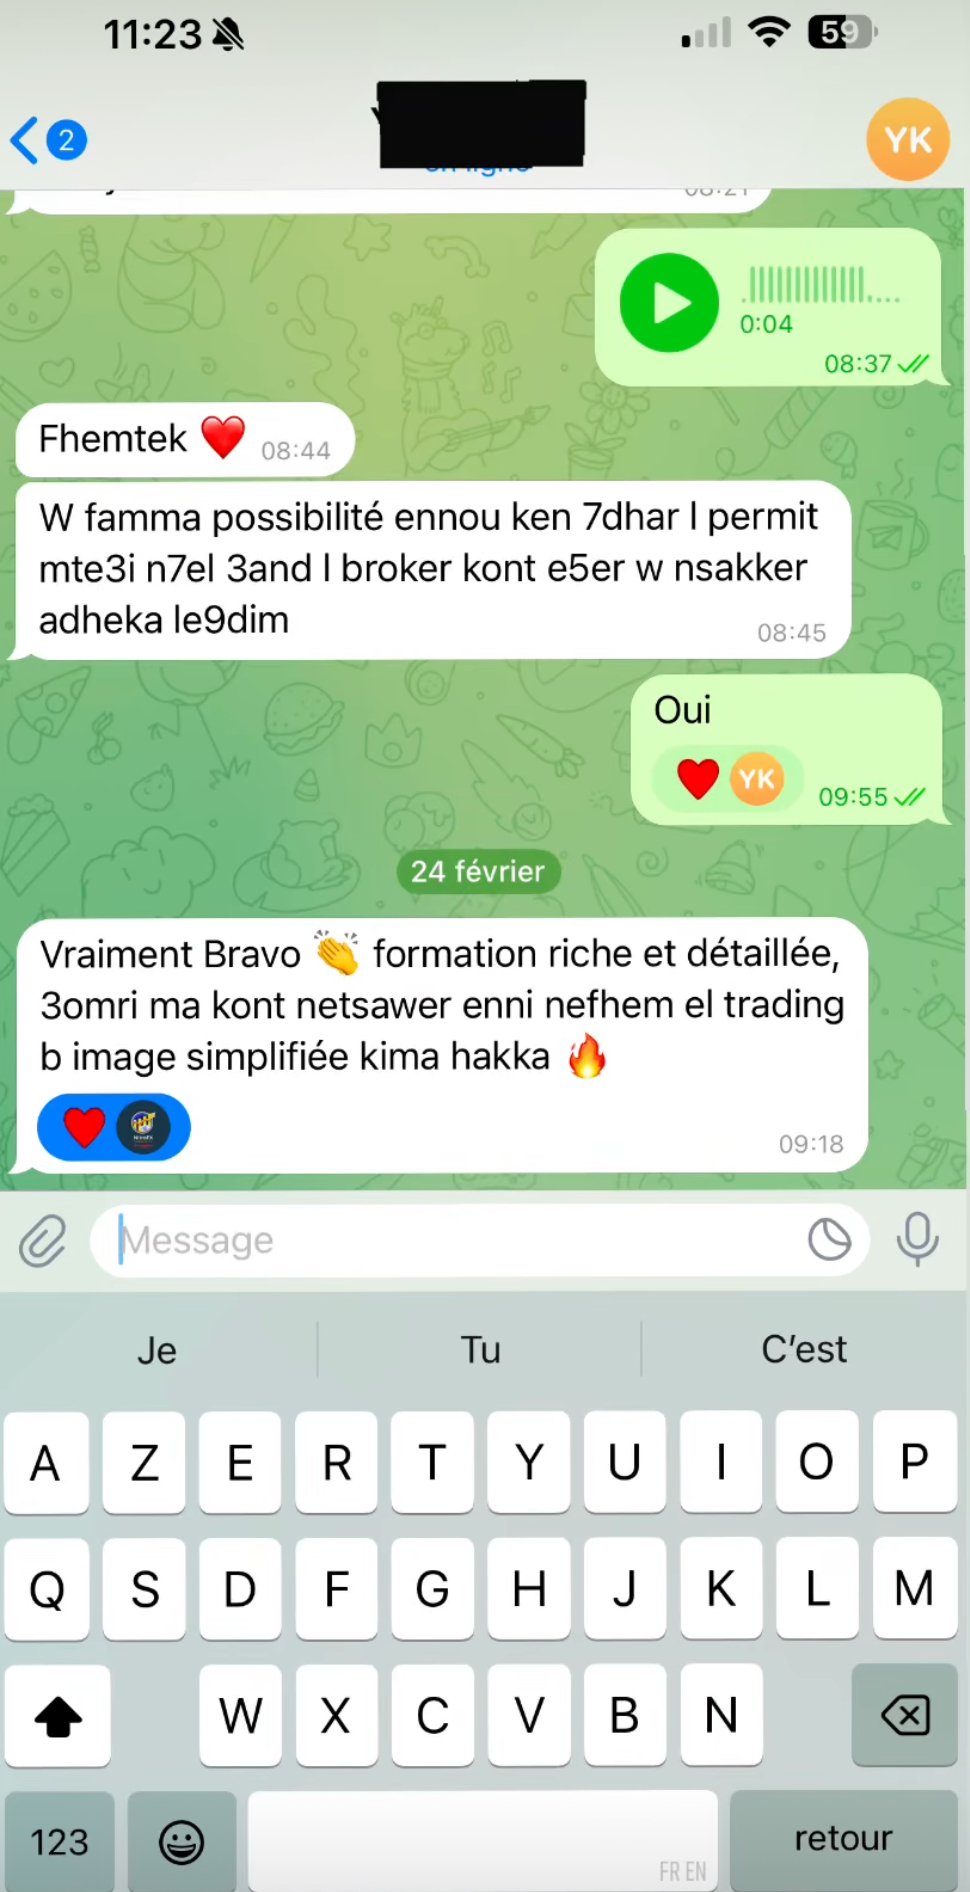 11:23
59
2
YK
08:21
0:04
08:37
Fhemtek ❤️ 08:44
W famma possibilité ennou ken 7dhar l permit
mte3i n7el 3and l broker kont e5er w nsakker
adheka le9dim
08:45
Oui
❤️ YK 09:55
24 février
Vraiment Bravo 👏 formation riche et détaillée,
3omri ma kont netsawer enni nefhem el trading
b image simplifiée kima hakka 🔥
❤️ 09:18
Message
Je Tu C’est
A Z E R T Y U I O P
Q S D F G H J K L M
W X C V B N
123 retour
FR EN